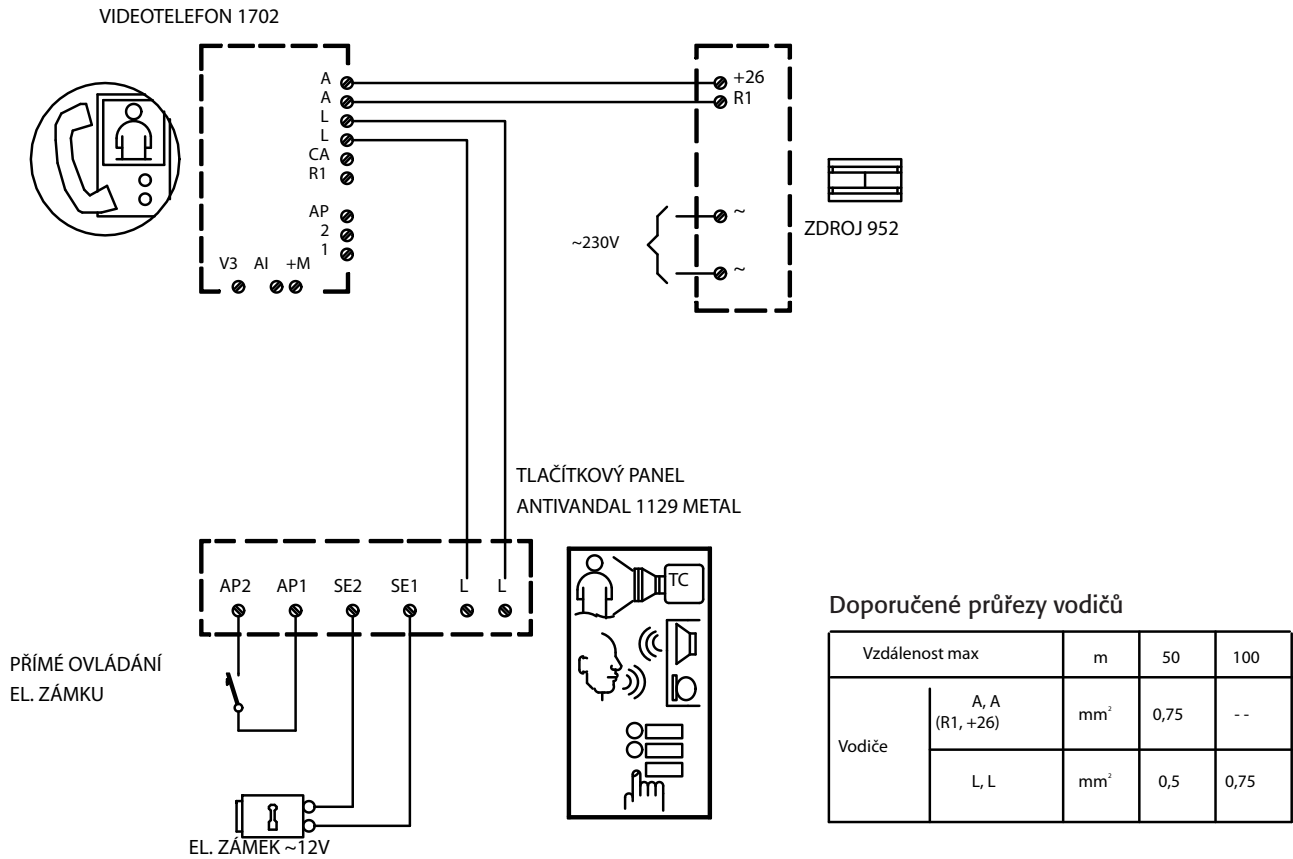 VIDEOTELEFON 1702
A
A
L
L
CA
R1
AP
2
1
V3 AI +M
+26
R1
~
~
~230V
ZDROJ 952
TLAČÍTKOVÝ PANEL
ANTIVANDAL 1129 METAL
AP2 AP1 SE2 SE1 L L
TC
PŘÍMÉ OVLÁDÁNÍ
EL. ZÁMKU
EL. ZÁMEK ~12V
Doporučené průřezy vodičů
Vzdálenost max m 50 100
Vodiče
A, A
(R1, +26) mm² 0,75 - -
L, L mm² 0,5 0,75